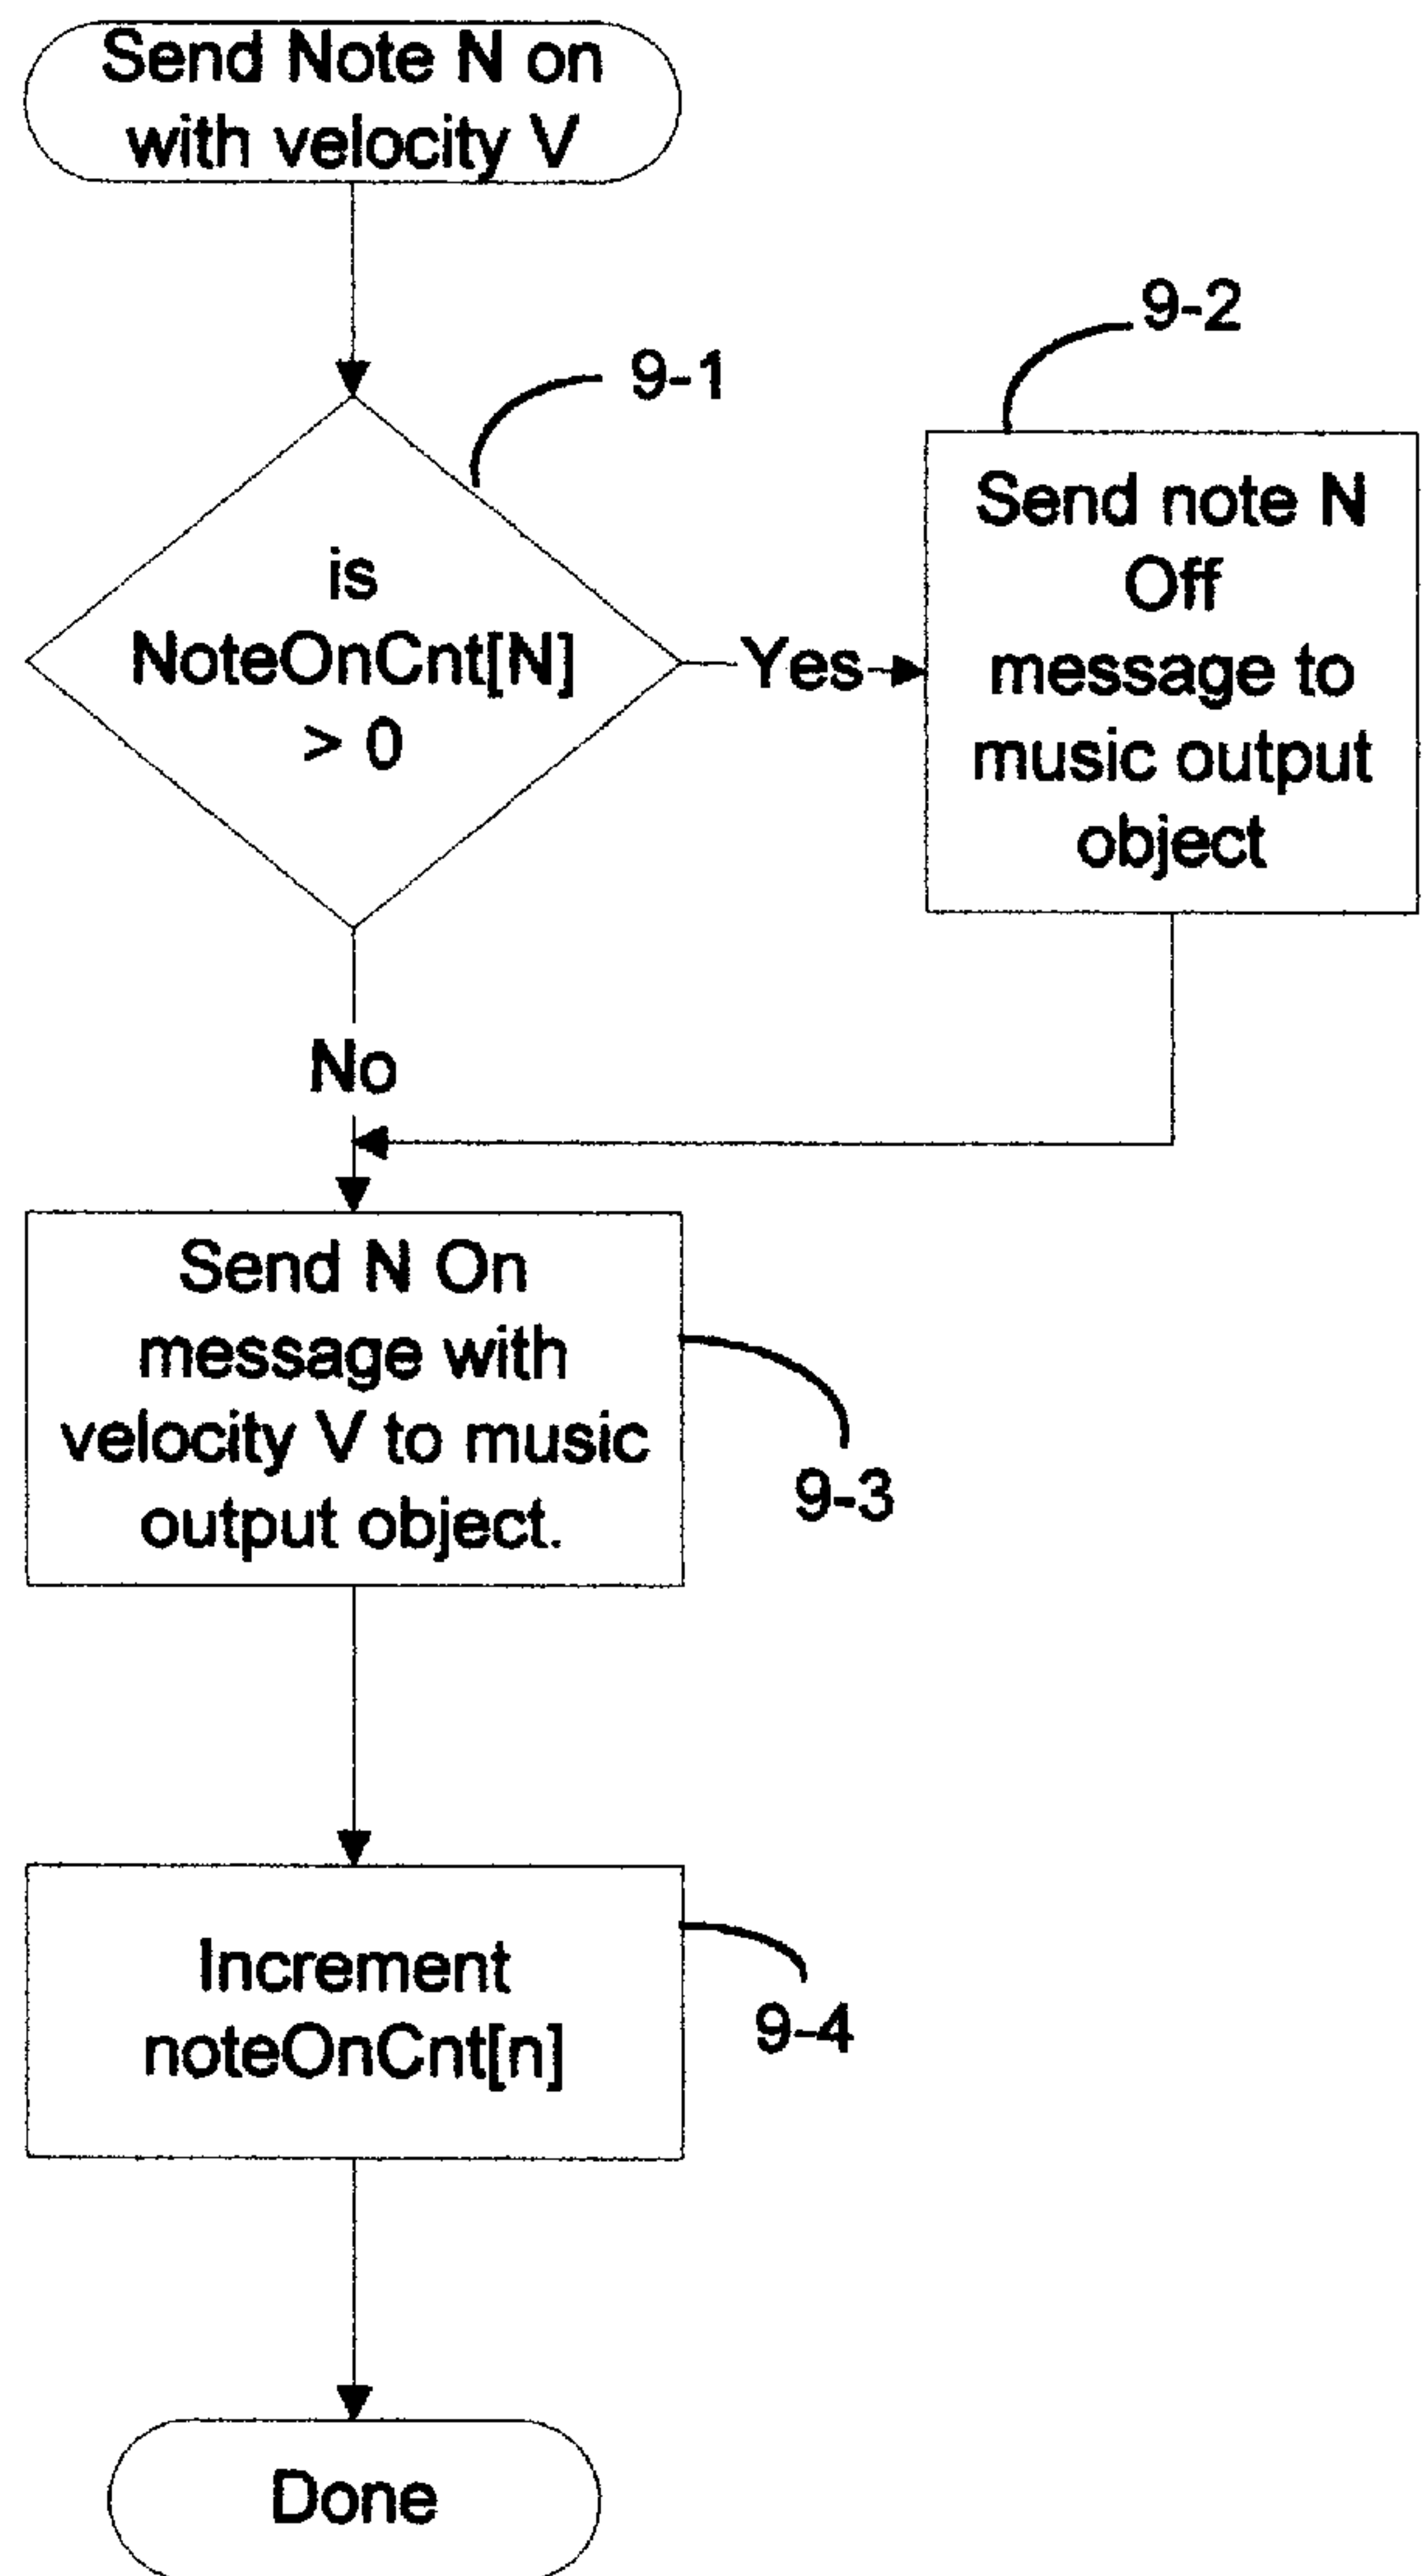 Send Note N on
with velocity V
9-1
9-2
is
NoteOnCnt[N]
> 0
Yes
Send note N
Off
message to
music output
object
No
Send N On
message with
velocity V to music
output object.
9-3
Increment
noteOnCnt[n]
9-4
Done